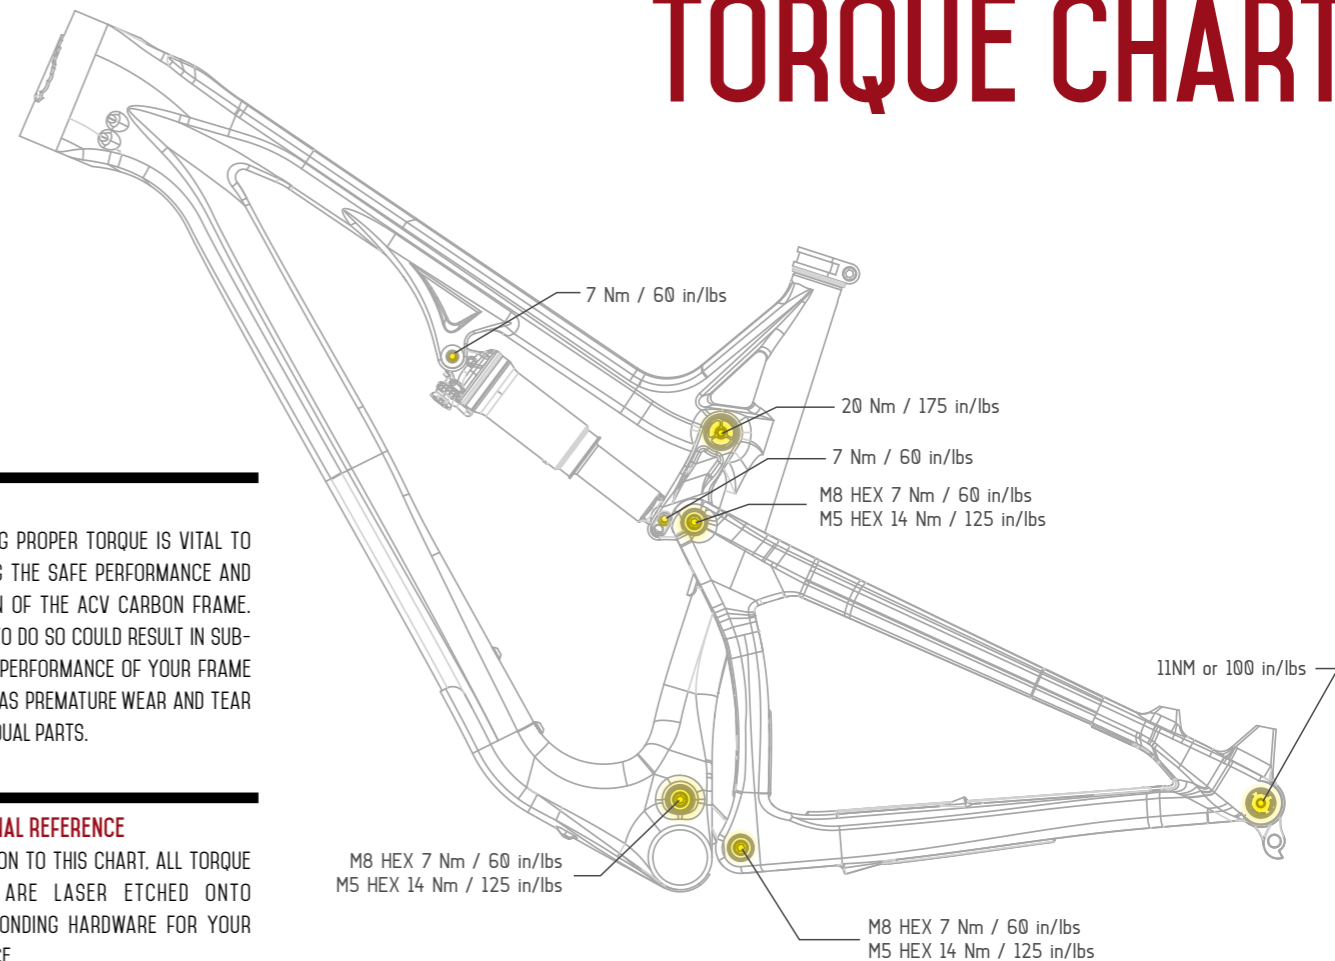 TORQUE CHART
7 Nm / 60 in/lbs
20 Nm / 175 in/lbs
7 Nm / 60 in/lbs
M8 HEX 7 Nm / 60 in/lbs
M5 HEX 14 Nm / 125 in/lbs
11NM or 100 in/lbs
M8 HEX 7 Nm / 60 in/lbs
M5 HEX 14 Nm / 125 in/lbs
M8 HEX 7 Nm / 60 in/lbs
M5 HEX 14 Nm / 125 in/lbs
G PROPER TORQUE IS VITAL TO
G THE SAFE PERFORMANCE AND
N OF THE ACV CARBON FRAME.
TO DO SO COULD RESULT IN SUB-
PERFORMANCE OF YOUR FRAME
AS PREMATURE WEAR AND TEAR
DUAL PARTS.
NAL REFERENCE
ON TO THIS CHART, ALL TORQUE
ARE LASER ETCHED ONTO
PONDING HARDWARE FOR YOUR